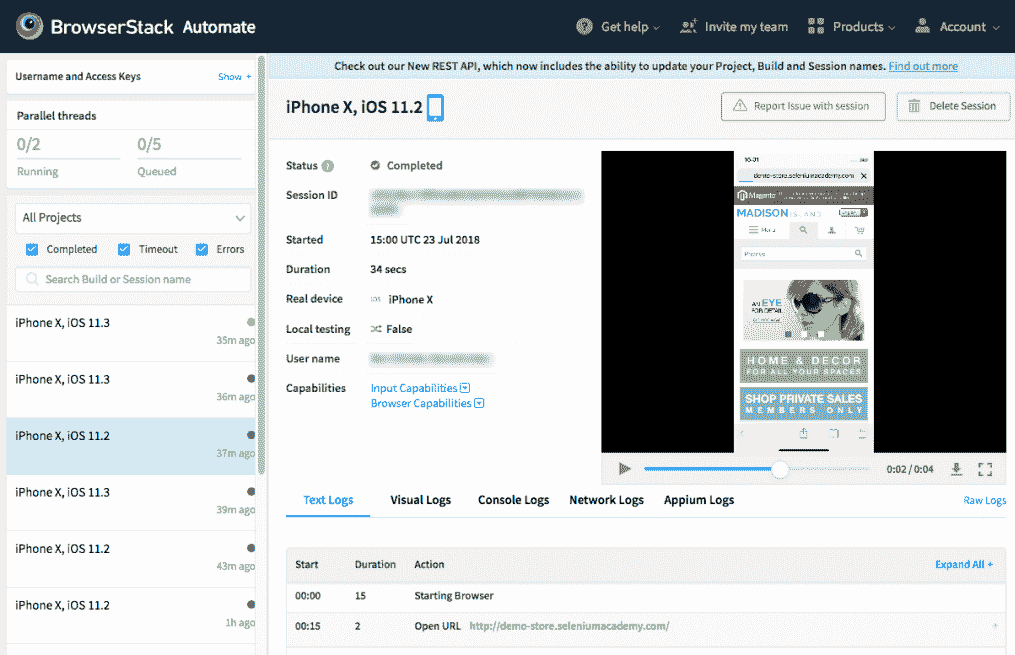 BrowserStack Automate
Get help
Invite my team
Products
Account
Username and Access Keys
Show +
Check out our New REST API, which now includes the ability to update your Project, Build and Session names. Find out more
Parallel threads
0/2
0/5
Running
Queued
All Projects
Completed
Timeout
Errors
Search Build or Session name
iPhone X, iOS 11.3
35m ago
iPhone X, iOS 11.3
36m ago
iPhone X, iOS 11.2
37m ago
iPhone X, iOS 11.3
39m ago
iPhone X, iOS 11.2
43m ago
iPhone X, iOS 11.2
1h ago
iPhone X, iOS 11.2
Report Issue with session
Delete Session
Status ?
Completed
Session ID
Started
15:00 UTC 23 Jul 2018
Duration
34 secs
Real device
iOS iPhone X
Local testing
False
User name
Capabilities
Input Capabilities
Browser Capabilities
demo-store.seleniumacademy.com
Magento
MADISON ISLAND
Menu
AN EYE
FOR DETAIL
HOME & DECOR
FOR ALL YOUR SPACES
SHOP PRIVATE SALES
MEMBERS ONLY
0:02 / 0:04
Text Logs
Visual Logs
Console Logs
Network Logs
Appium Logs
Raw Logs
Start
Duration
Action
Expand All +
00:00
15
Starting Browser
00:15
2
Open URL http://demo-store.seleniumacademy.com/
+